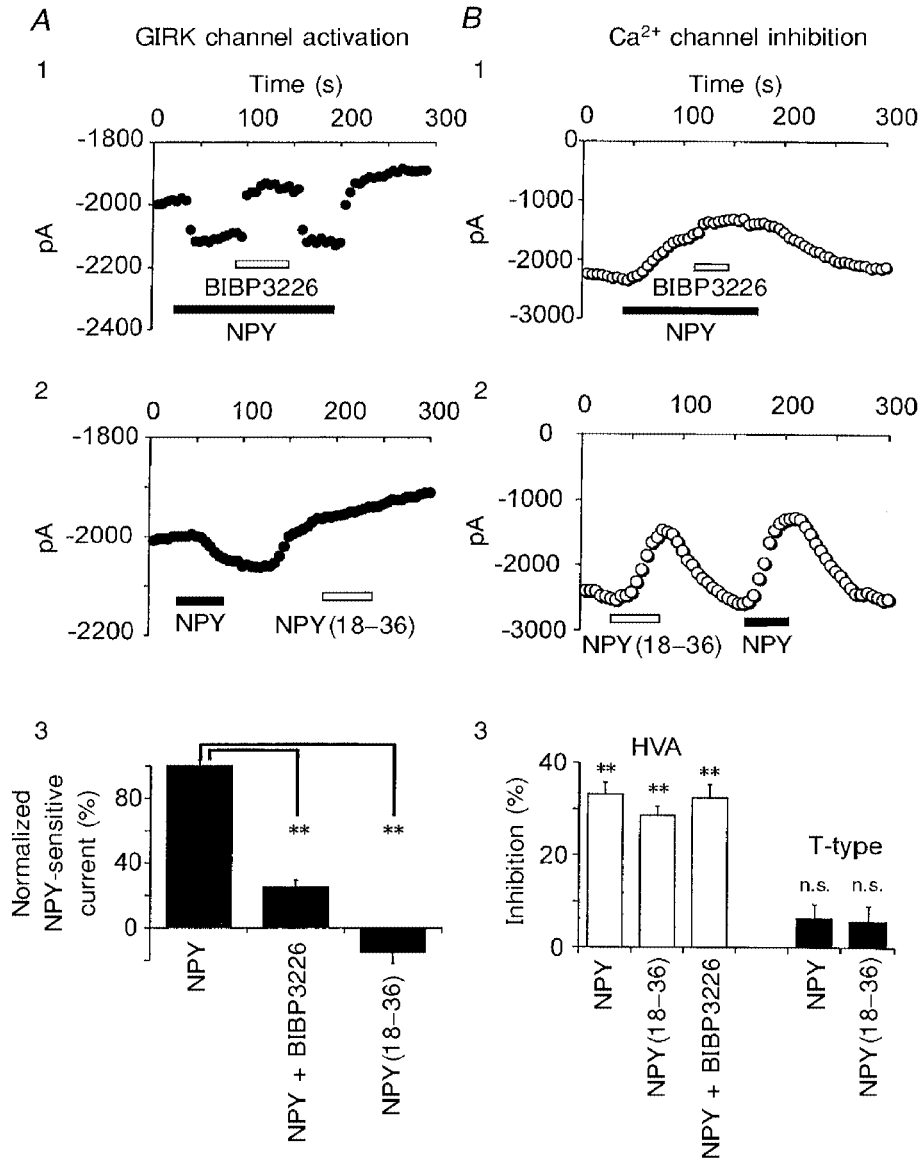 A
GIRK channel activation
1
Time (s)
0 100 200 300
-1800
-2000
-2200
-2400
pA
BIBP3226
NPY
2
0 100 200 300
-1800
-2000
-2200
pA
NPY
NPY(18–36)
3
Normalized
NPY-sensitive
current (%)
80
40
0
**
**
NPY
NPY + BIBP3226
NPY(18–36)
B
Ca²⁺ channel inhibition
1
Time (s)
0 100 200 300
0
-1000
-2000
-3000
pA
BIBP3226
NPY
2
0 100 200 300
0
-1000
-2000
-3000
pA
NPY(18–36)
NPY
3
HVA
Inhibition (%)
40
20
0
**
**
**
T-type
n.s.
n.s.
NPY
NPY(18–36)
NPY + BIBP3226
NPY
NPY(18–36)